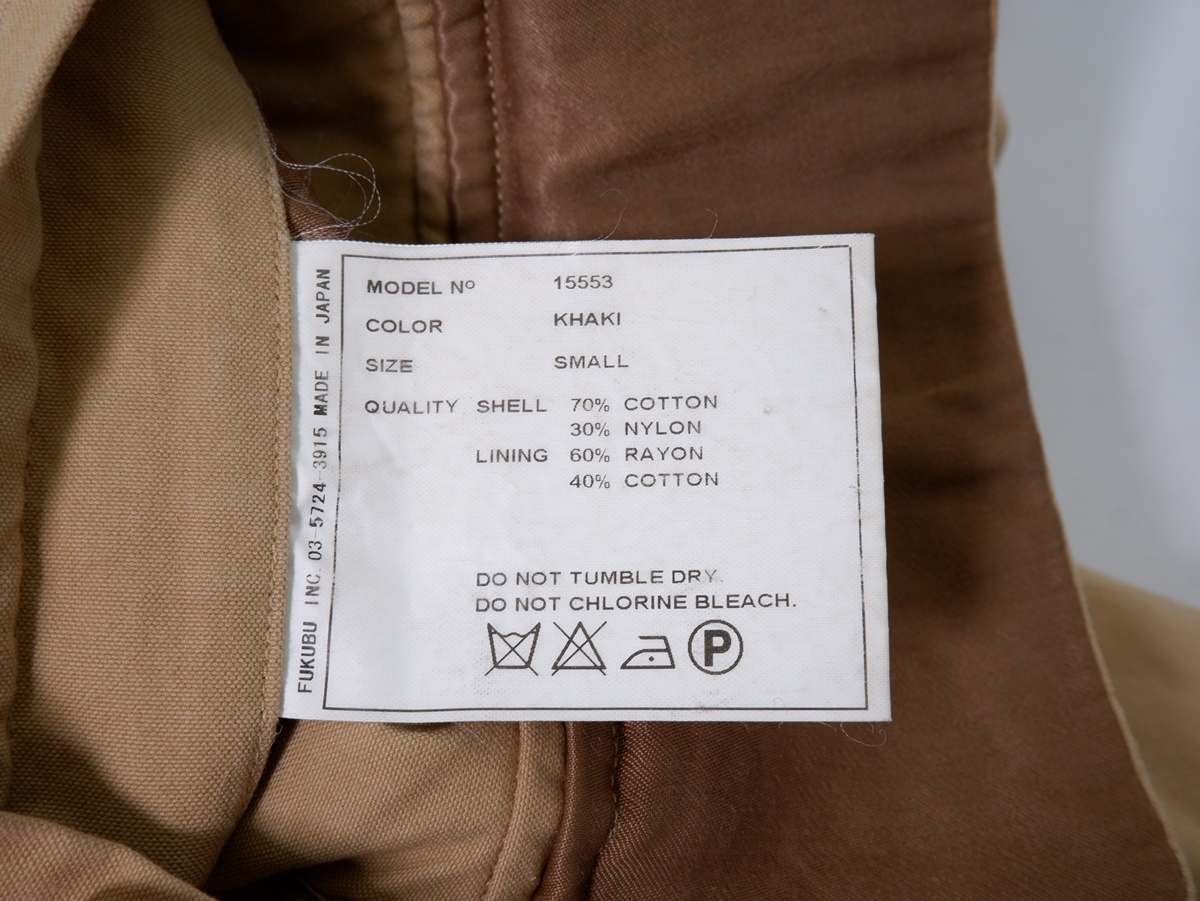 MODEL Nº 15553
COLOR KHAKI
SIZE SMALL
QUALITY SHELL 70% COTTON
30% NYLON
LINING 60% RAYON
40% COTTON
DO NOT TUMBLE DRY.
DO NOT CHLORINE BLEACH.
P
FUKUBU INC. 03-5724-3915 MADE IN JAPAN